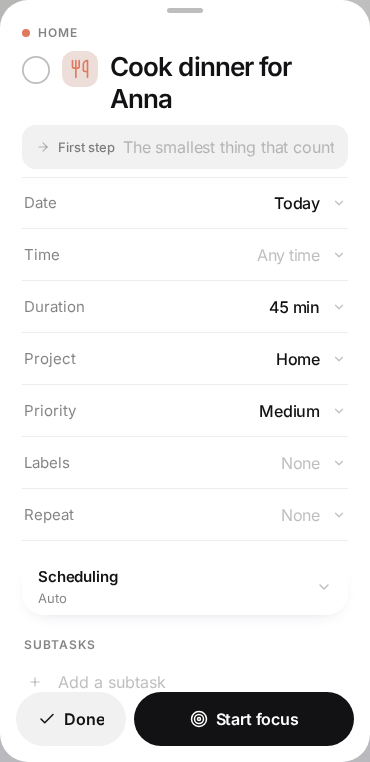 HOME
Cook dinner for
Anna
First step The smallest thing that count
Date Today
Time Any time
Duration 45 min
Project Home
Priority Medium
Labels None
Repeat None
Scheduling
Auto
SUBTASKS
Add a subtask
Done Start focus